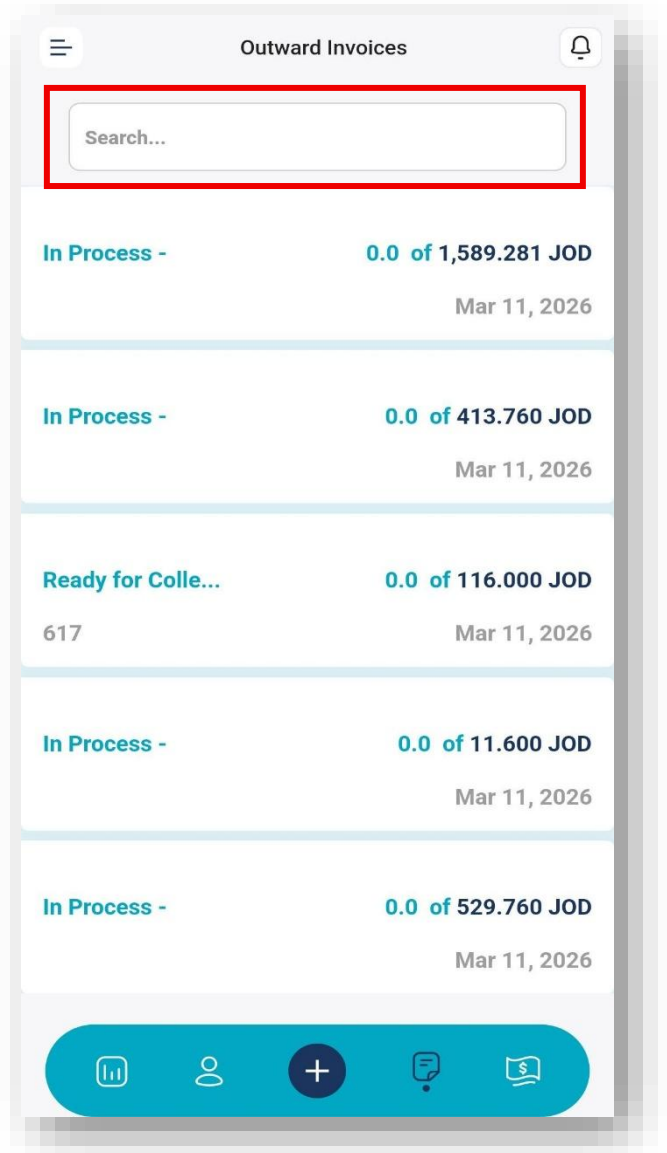 Outward Invoices
Search...
In Process - 0.0 of 1,589.281 JOD
Mar 11, 2026
In Process - 0.0 of 413.760 JOD
Mar 11, 2026
Ready for Colle... 0.0 of 116.000 JOD
617 Mar 11, 2026
In Process - 0.0 of 11.600 JOD
Mar 11, 2026
In Process - 0.0 of 529.760 JOD
Mar 11, 2026